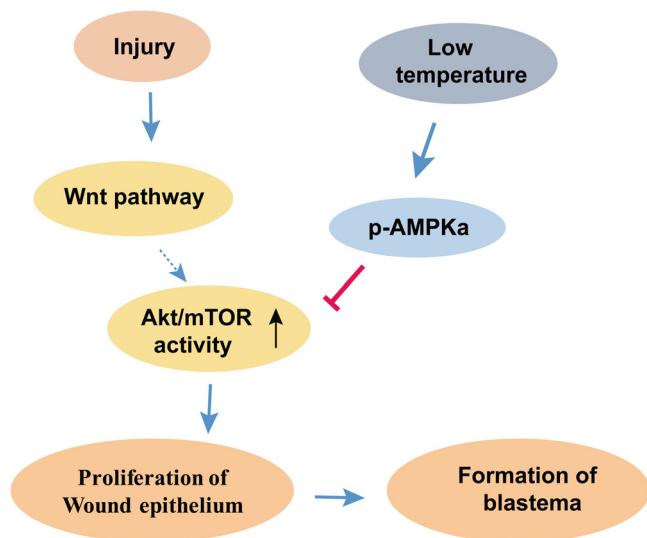 Injury
Low
temperature
Wnt pathway
p-AMPKa
Akt/mTOR
activity
Proliferation of
Wound epithelium
Formation of
blastema